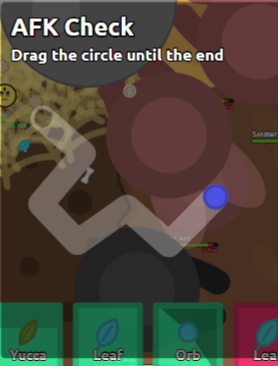 AFK Check
Drag the circle until the end
Soldier
Yucca
Leaf
Orb
Lea